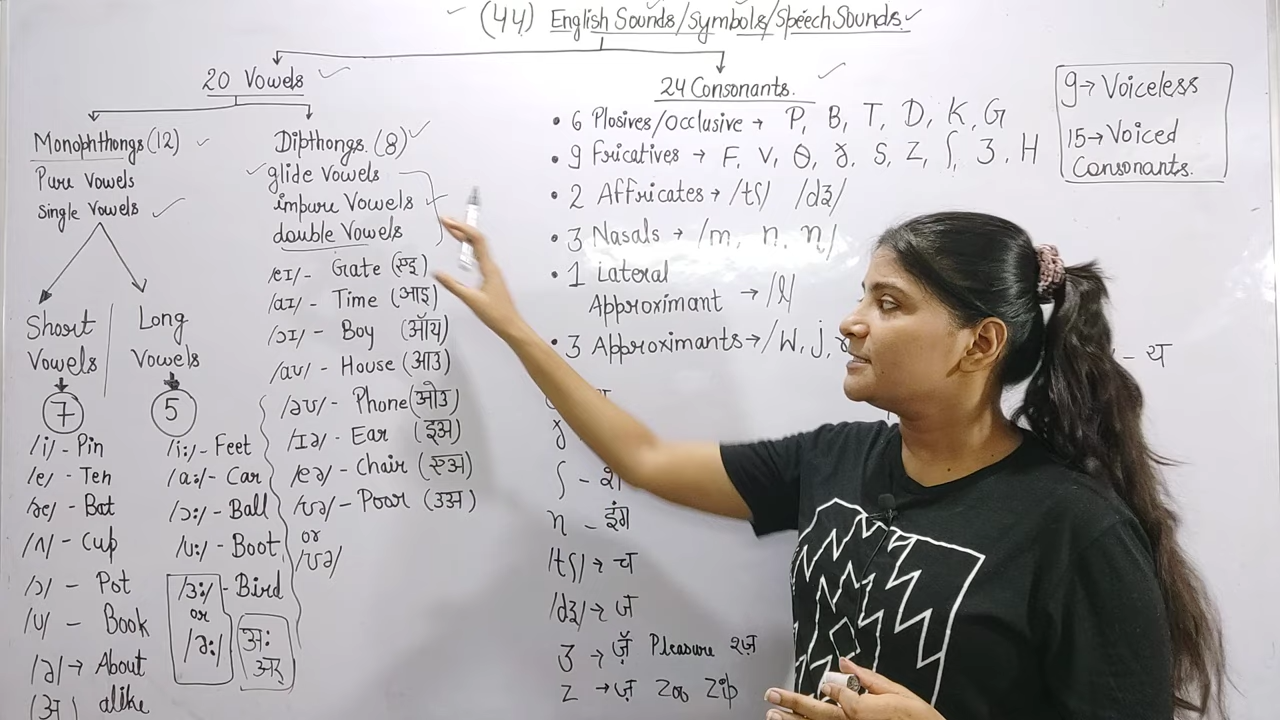 (44) English Sounds/Symbols/Speech Sounds
20 Vowels
Monophthongs (12)
Pure Vowels
Single Vowels
Short Vowels
7
/i/ - Pin
/e/ - Ten
/æ/ - Bat
/ʌ/ - Cup
/ɔ/ - Pot
/u/ - Book
/ə/ → About
(अ) alike
Long Vowels
5
/i:/ - Feet
/a:/ - Car
/ɔ:/ - Ball
/u:/ - Boot
/ɜ:/ - Bird
or
/ə:/
अः
अर्
Dipthongs (8)
glide Vowels
impure Vowels
double Vowels
/eɪ/ - Gate (एइ)
/aɪ/ - Time (आइ)
/ɔɪ/ - Boy (ऑय)
/aʊ/ - House (आउ)
/əʊ/ - Phone (ओउ)
/ɪə/ - Ear (इअ)
/eə/ - Chair (एअ)
/ʊə/ - Poor (उअ)
or
/ʊə/
24 Consonants.
• 6 Plosives/Occlusive → P, B, T, D, K, G
• 9 Fricatives → F, V, θ, ɣ, S, Z, ʃ, ʒ, H
• 2 Affricates → /tʃ/ /dʒ/
• 3 Nasals → /m, n, η/
• 1 Lateral
Approximant → /l/
• 3 Approximants → /w, j,
- य
ʃ - श
η - इंग
/tʃ/ → च
/dʒ/ → ज
ʒ → ज़ॅ Pleasure श्ज़
Z → ज़ Zoo Zip
9 → Voiceless
15 → Voiced
Consonants.